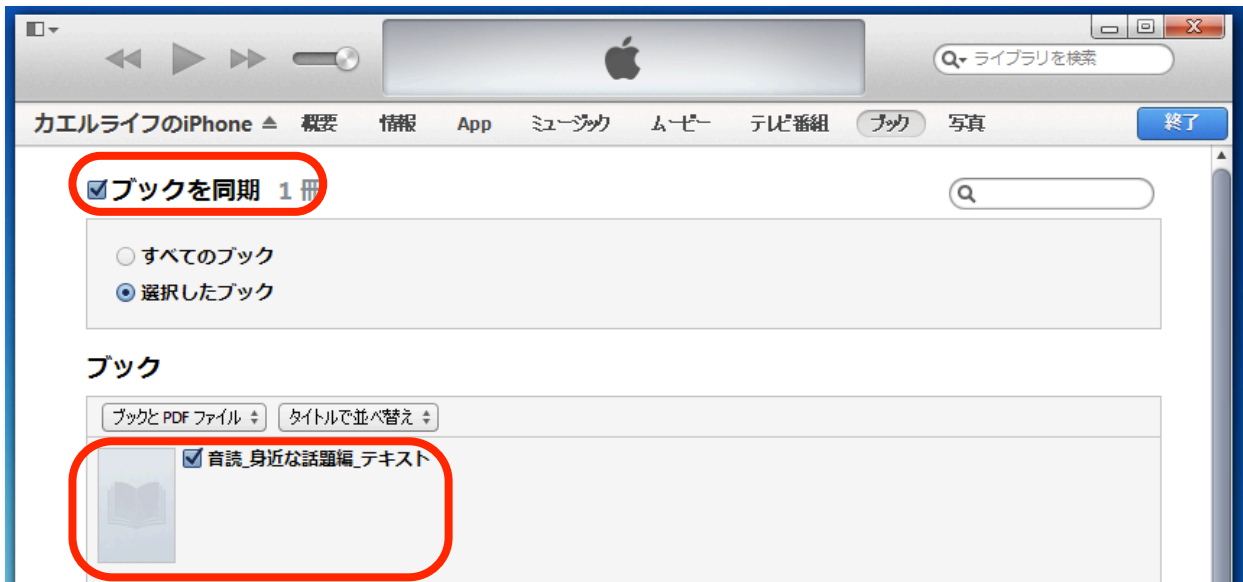 ライブラリを検索
カエルライフのiPhone 概要 情報 App ミュージック ムービー テレビ番組 ブック 写真 終了
ブックを同期 1 冊
すべてのブック
選択したブック
ブック
ブックと PDF ファイル タイトルで並べ替え
音読_身近な話題編_テキスト